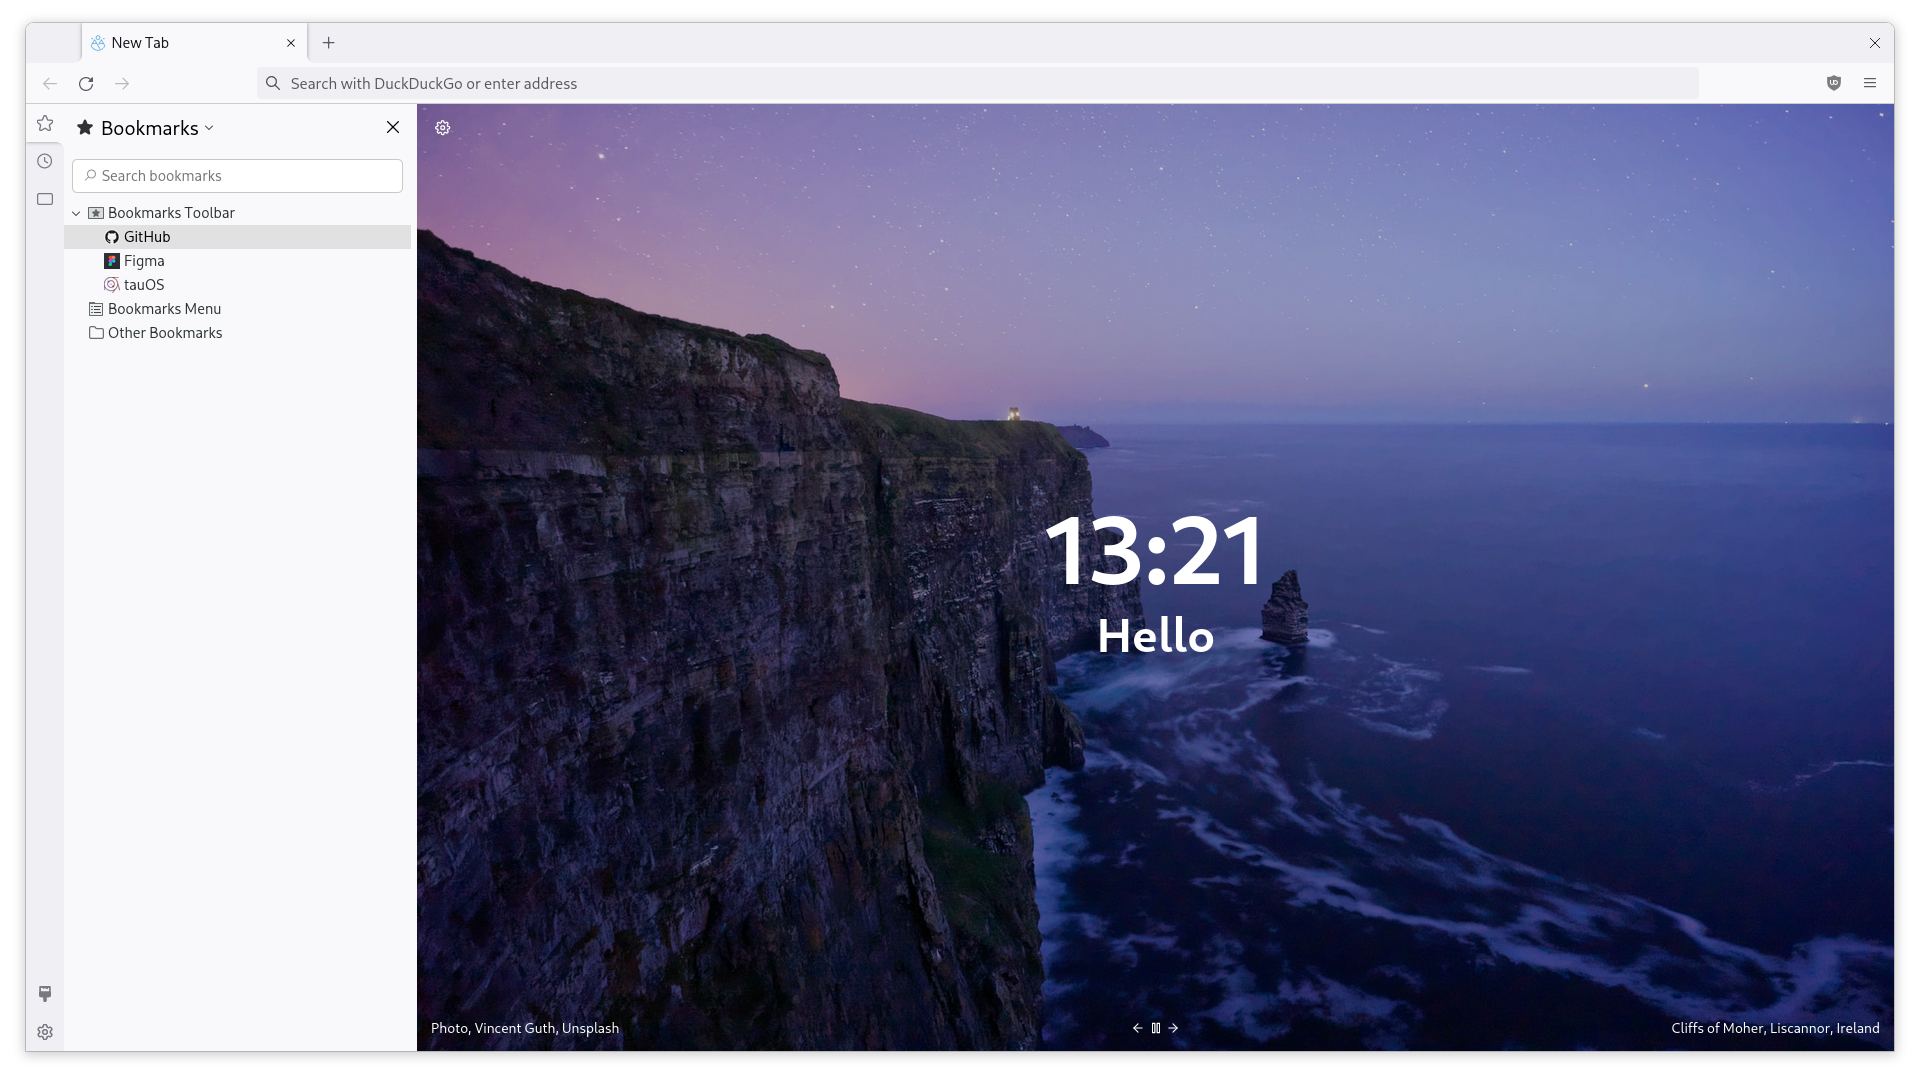 New Tab
Search with DuckDuckGo or enter address
Bookmarks
Search bookmarks
Bookmarks Toolbar
GitHub
Figma
tauOS
Bookmarks Menu
Other Bookmarks
13:21
Hello
Photo, Vincent Guth, Unsplash
Cliffs of Moher, Liscannor, Ireland